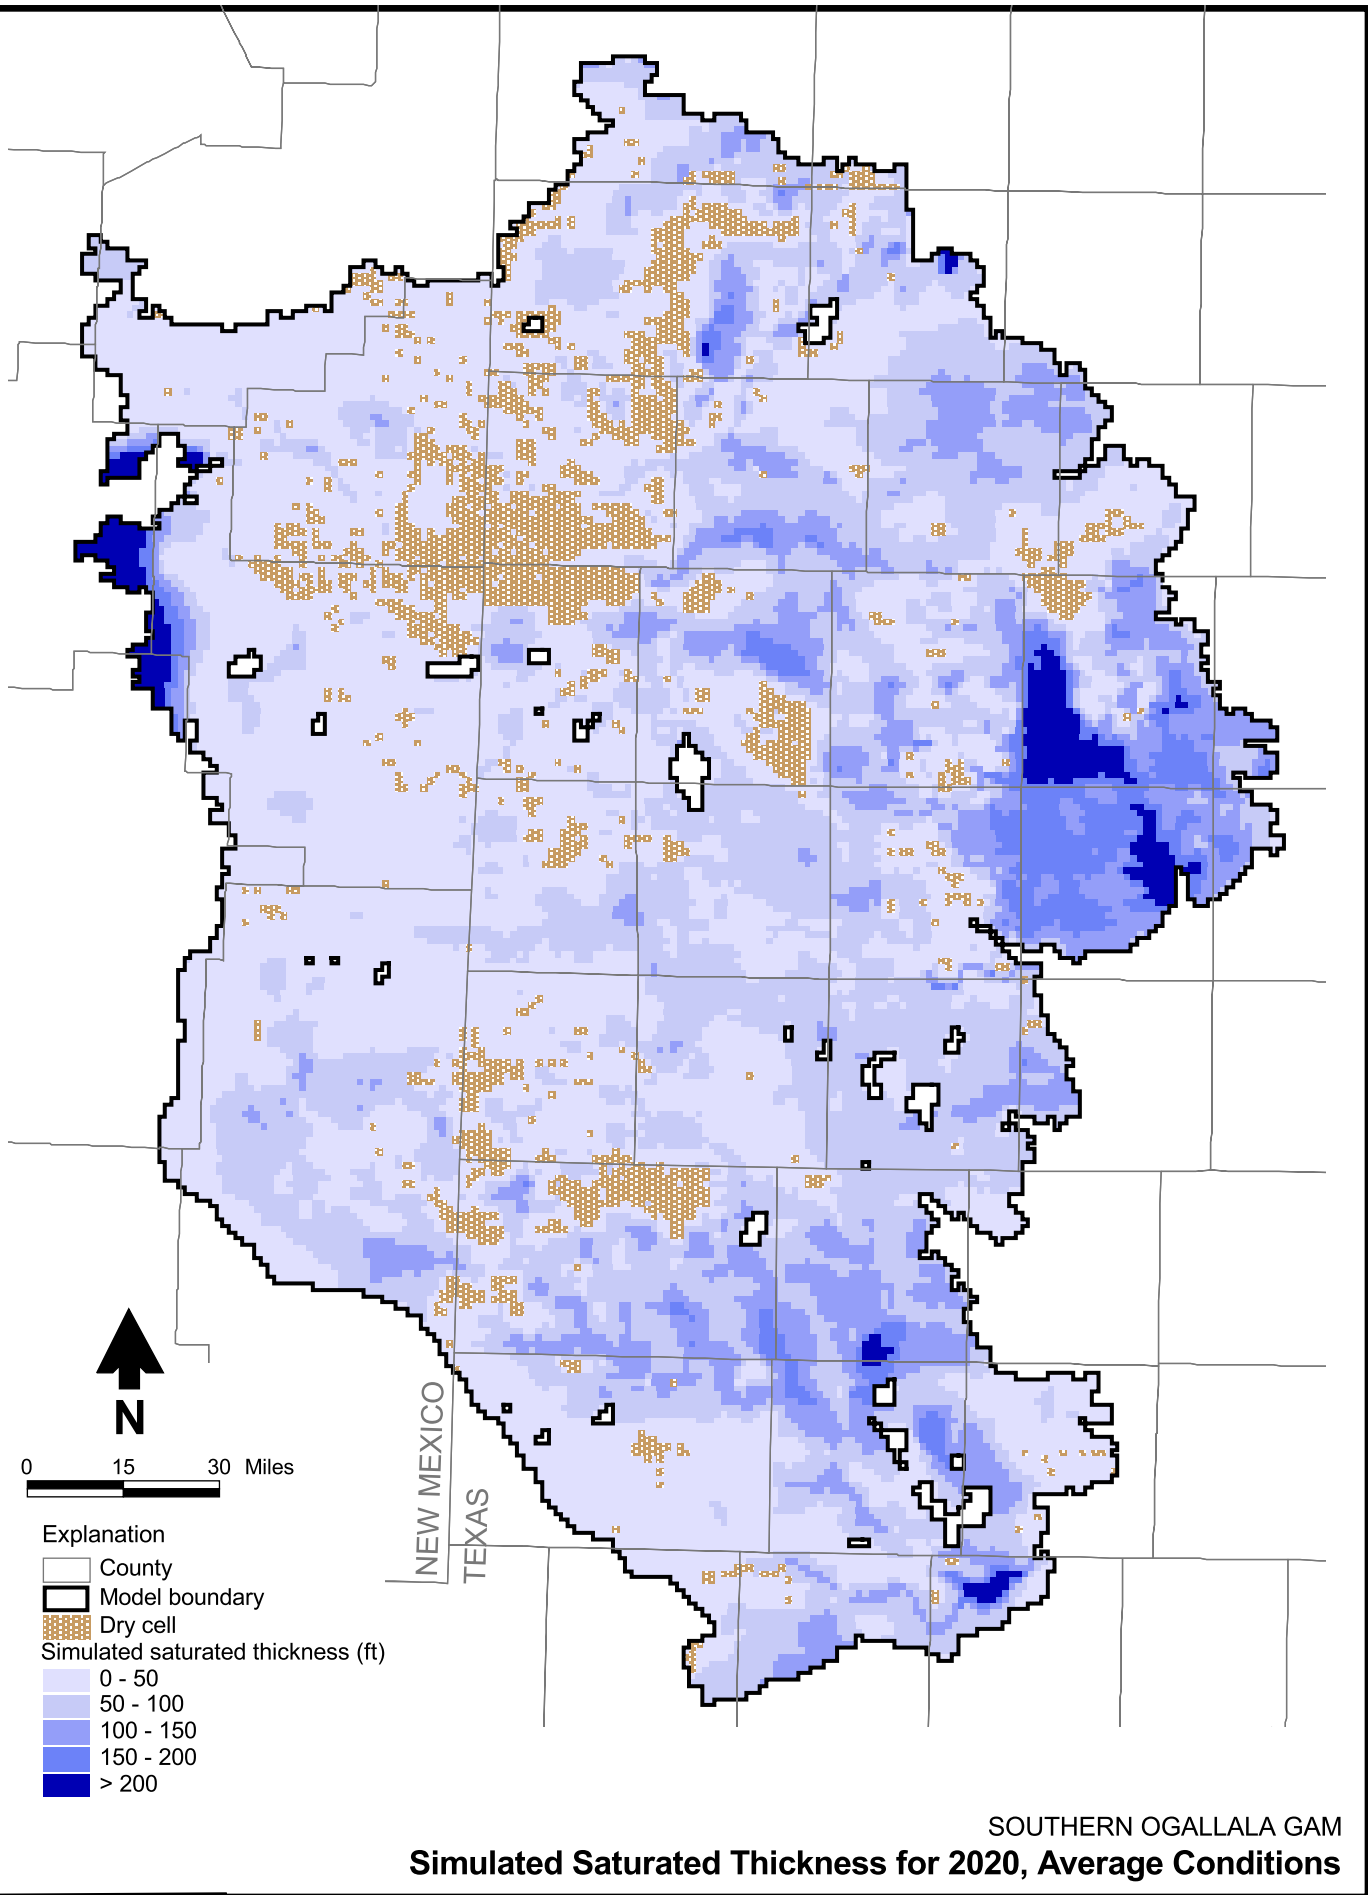 N
0 15 30 Miles
NEW MEXICO
TEXAS
Explanation
County
Model boundary
Dry cell
Simulated saturated thickness (ft)
0 - 50
50 - 100
100 - 150
150 - 200
> 200
SOUTHERN OGALLALA GAM
Simulated Saturated Thickness for 2020, Average Conditions